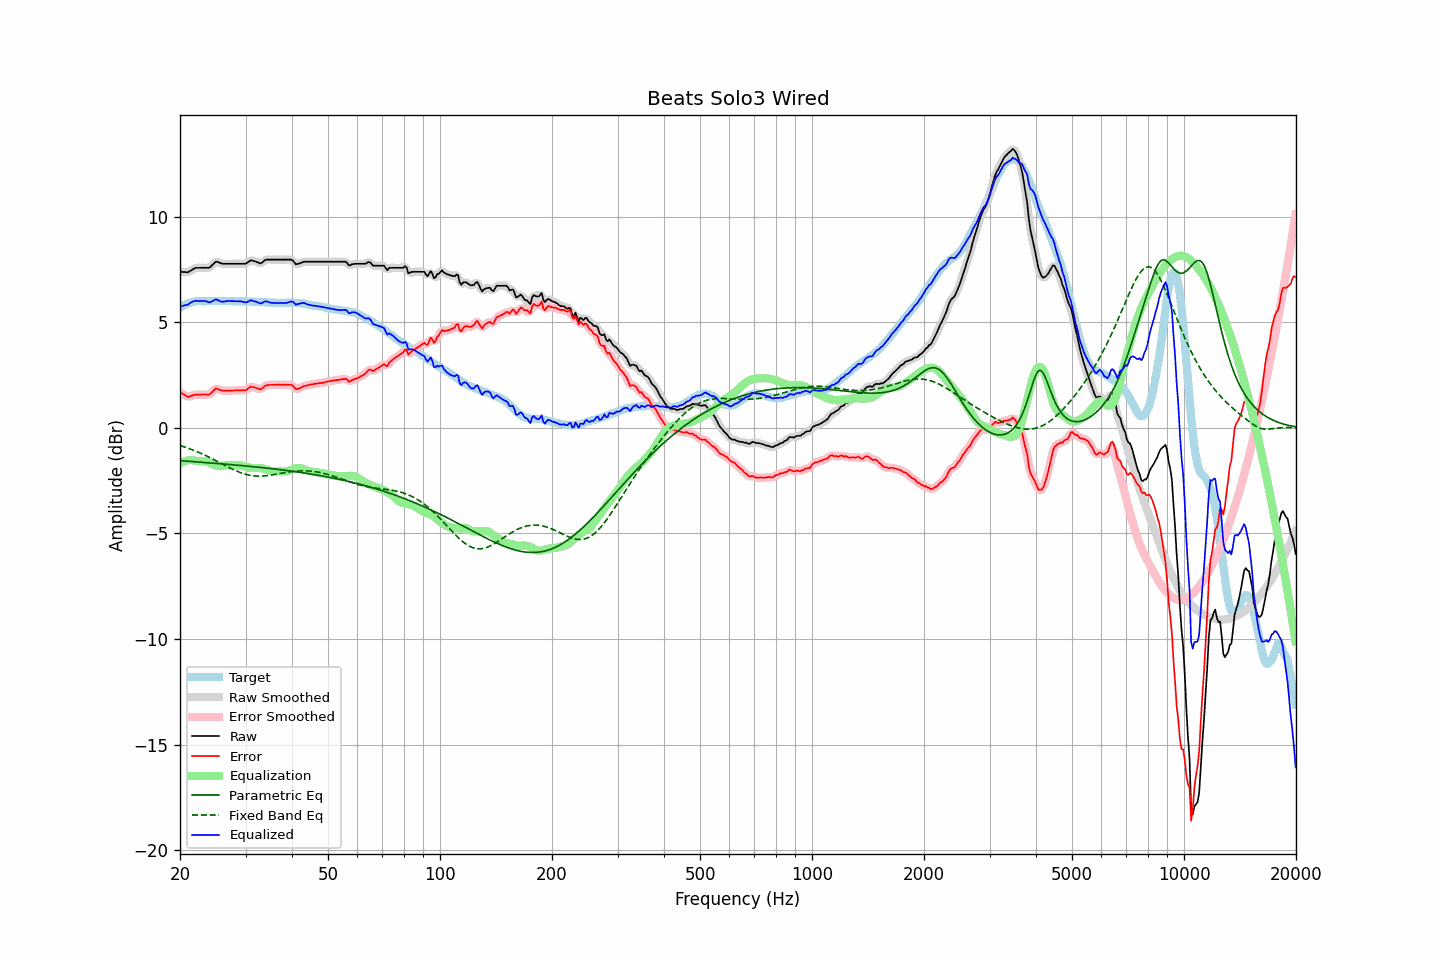 Beats Solo3 Wired
Amplitude (dBr)
10
5
0
−5
−10
−15
−20
Target
Raw Smoothed
Error Smoothed
Raw
Error
Equalization
Parametric Eq
Fixed Band Eq
Equalized
20 50 100 200 500 1000 2000 5000 10000 20000
Frequency (Hz)